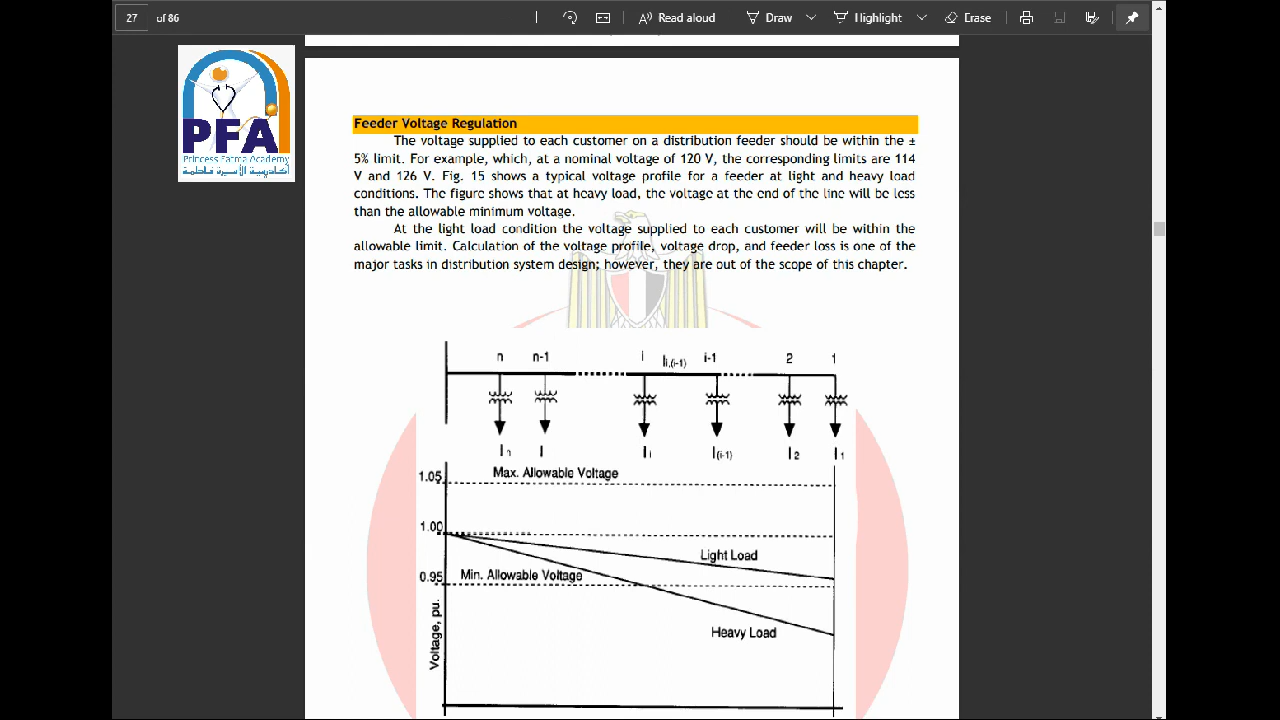 27 of 86 Read aloud Draw Highlight Erase
PFA
Princess Fatma Academy
أكاديمية الأميرة فاطمة
Feeder Voltage Regulation
The voltage supplied to each customer on a distribution feeder should be within the ±
5% limit. For example, which, at a nominal voltage of 120 V, the corresponding limits are 114
V and 126 V. Fig. 15 shows a typical voltage profile for a feeder at light and heavy load
conditions. The figure shows that at heavy load, the voltage at the end of the line will be less
than the allowable minimum voltage.
At the light load condition the voltage supplied to each customer will be within the
allowable limit. Calculation of the voltage profile, voltage drop, and feeder loss is one of the
major tasks in distribution system design; however, they are out of the scope of this chapter.
n n-1 i Ii,(i-1) i-1 2 1
In I Ii I(i-1) I2 I1
1.05 Max. Allowable Voltage
1.00
Light Load
0.95 Min. Allowable Voltage
Voltage, pu.
Heavy Load